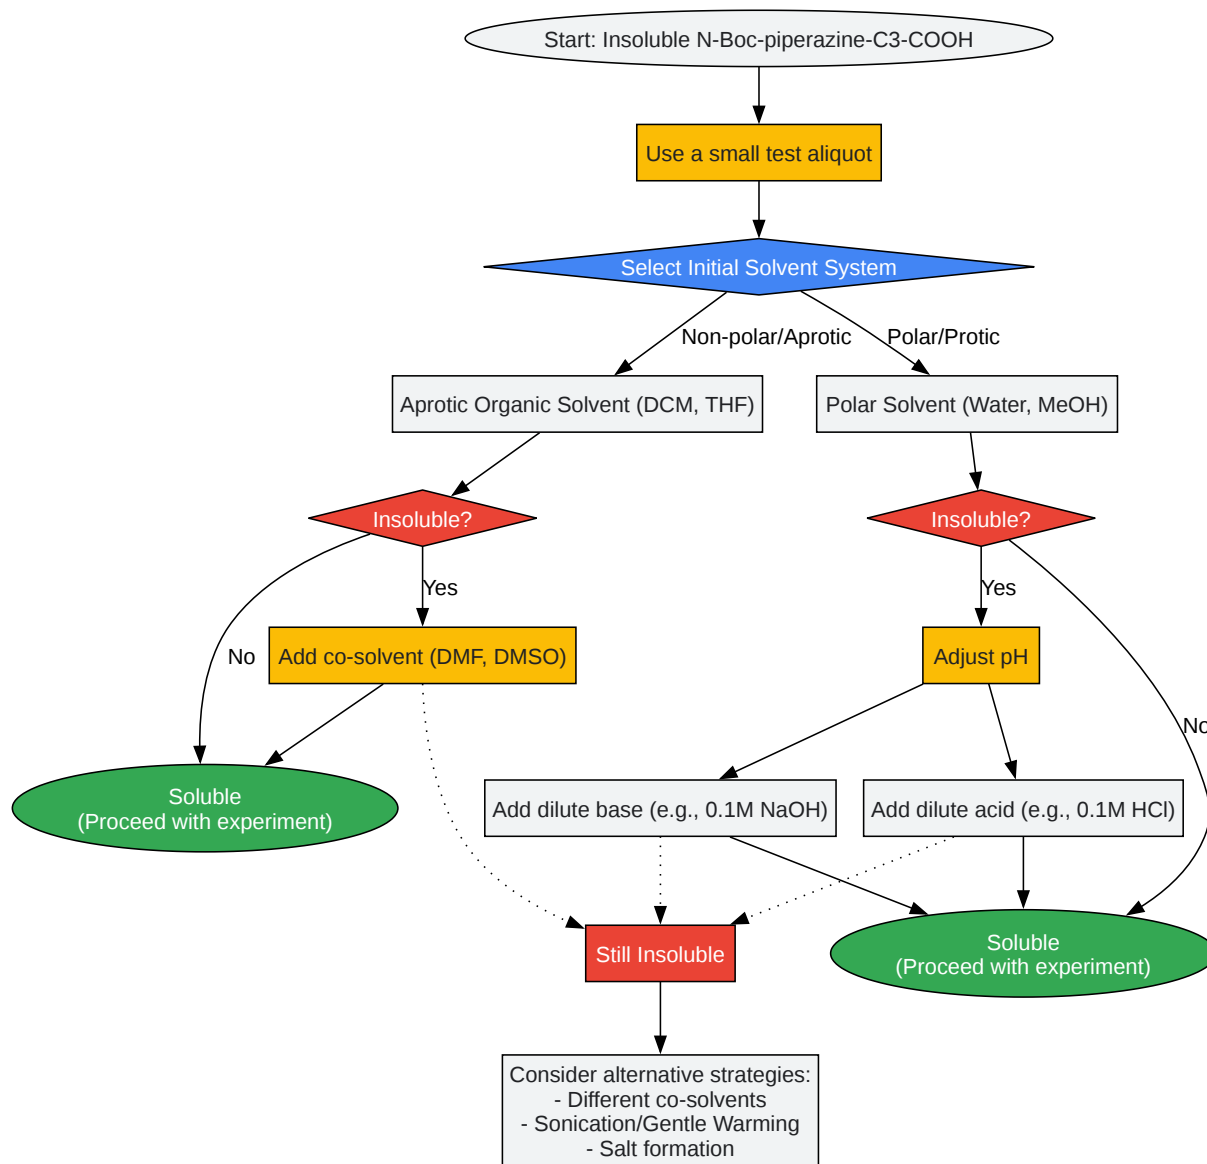 Start: Insoluble N-Boc-piperazine-C3-COOH
Use a small test aliquot
Select Initial Solvent System
Non-polar/Aprotic
Polar/Protic
Aprotic Organic Solvent (DCM, THF)
Polar Solvent (Water, MeOH)
Insoluble?
Insoluble?
Yes
Yes
No
Add co-solvent (DMF, DMSO)
Adjust pH
No
Soluble
(Proceed with experiment)
Add dilute base (e.g., 0.1M NaOH)
Add dilute acid (e.g., 0.1M HCl)
Still Insoluble
Soluble
(Proceed with experiment)
Consider alternative strategies:
- Different co-solvents
- Sonication/Gentle Warming
- Salt formation